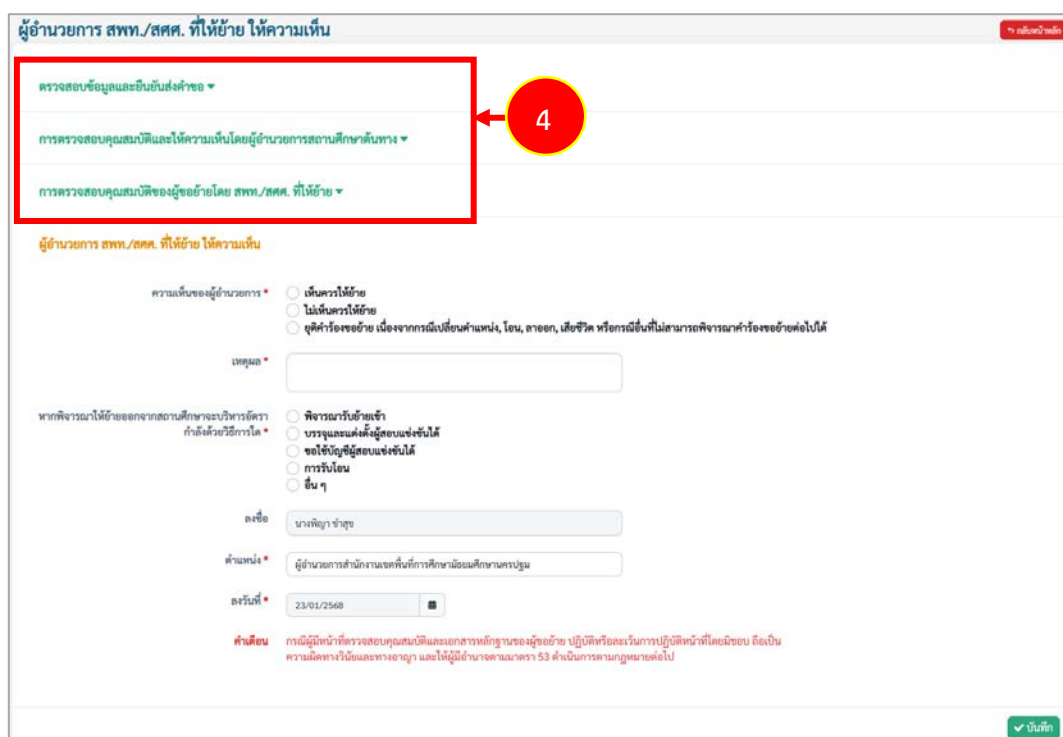 ผู้อำนวยการ สพท./สศศ. ที่ให้ย้าย ให้ความเห็น
กลับหน้าหลัก
ตรวจสอบข้อมูลและยืนยันส่งคำขอ
4
การตรวจสอบคุณสมบัติและให้ความเห็นโดยผู้อำนวยการสถานศึกษาต้นทาง
การตรวจสอบคุณสมบัติของผู้ขอย้ายโดย สพท./สศศ. ที่ให้ย้าย
ผู้อำนวยการ สพท./สศศ. ที่ให้ย้าย ให้ความเห็น
ความเห็นของผู้อำนวยการ * เห็นควรให้ย้าย
ไม่เห็นควรให้ย้าย
ยุติคำร้องขอย้าย เนื่องจากกรณีเปลี่ยนตำแหน่ง, โอน, ลาออก, เสียชีวิต หรือกรณีอื่นที่ไม่สามารถพิจารณาคำร้องขอย้ายต่อไปได้
เหตุผล *
หากพิจารณาให้ย้ายออกจากสถานศึกษาจะบริหารอัตรา พิจารณารับย้ายเข้า
กำลังด้วยวิธีการใด * บรรจุและแต่งตั้งผู้สอบแข่งขันได้
ขอใช้บัญชีผู้สอบแข่งขันได้
การรับโอน
อื่น ๆ
ลงชื่อ นางพิญา ชำสุข
ตำแหน่ง * ผู้อำนวยการสำนักงานเขตพื้นที่การศึกษามัธยมศึกษานครปฐม
ลงวันที่ * 23/01/2568
คำเตือน กรณีผู้มีหน้าที่ตรวจสอบคุณสมบัติและเอกสารหลักฐานของผู้ขอย้าย ปฏิบัติหรือละเว้นการปฏิบัติหน้าที่โดยมิชอบ ถือเป็น
ความผิดทางวินัยและทางอาญา และให้ผู้มีอำนาจตามมาตรา 53 ดำเนินการตามกฎหมายต่อไป
บันทึก